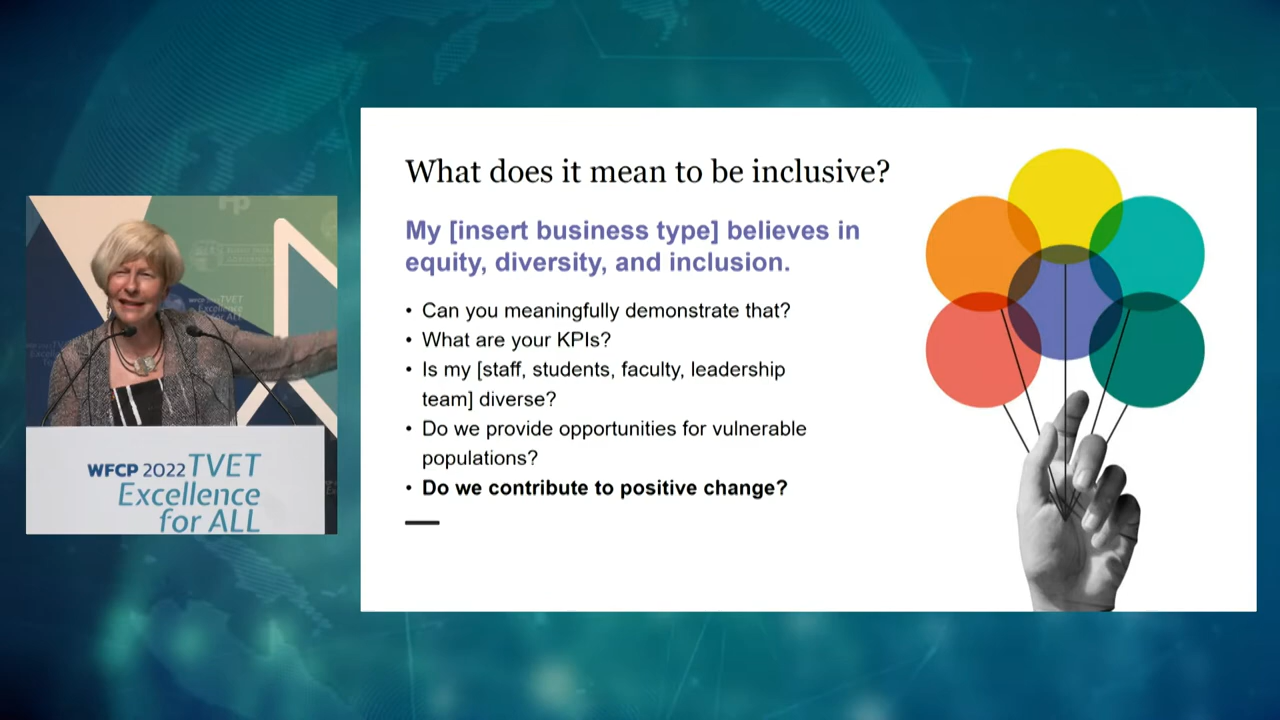 What does it mean to be inclusive?
My [insert business type] believes in
equity, diversity, and inclusion.
• Can you meaningfully demonstrate that?
• What are your KPIs?
• Is my [staff, students, faculty, leadership
team] diverse?
• Do we provide opportunities for vulnerable
populations?
• Do we contribute to positive change?
WFCP 2022 TVET
Excellence
for ALL